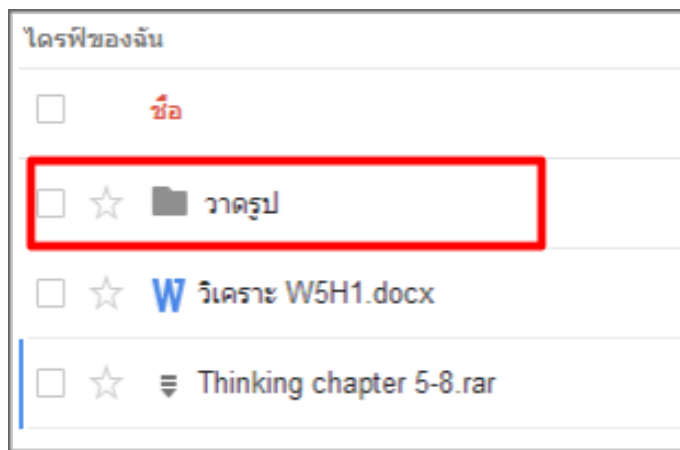 ไดรฟ์ของฉัน
ชื่อ
วาดรูป
วิเคราะ W5H1.docx
Thinking chapter 5-8.rar